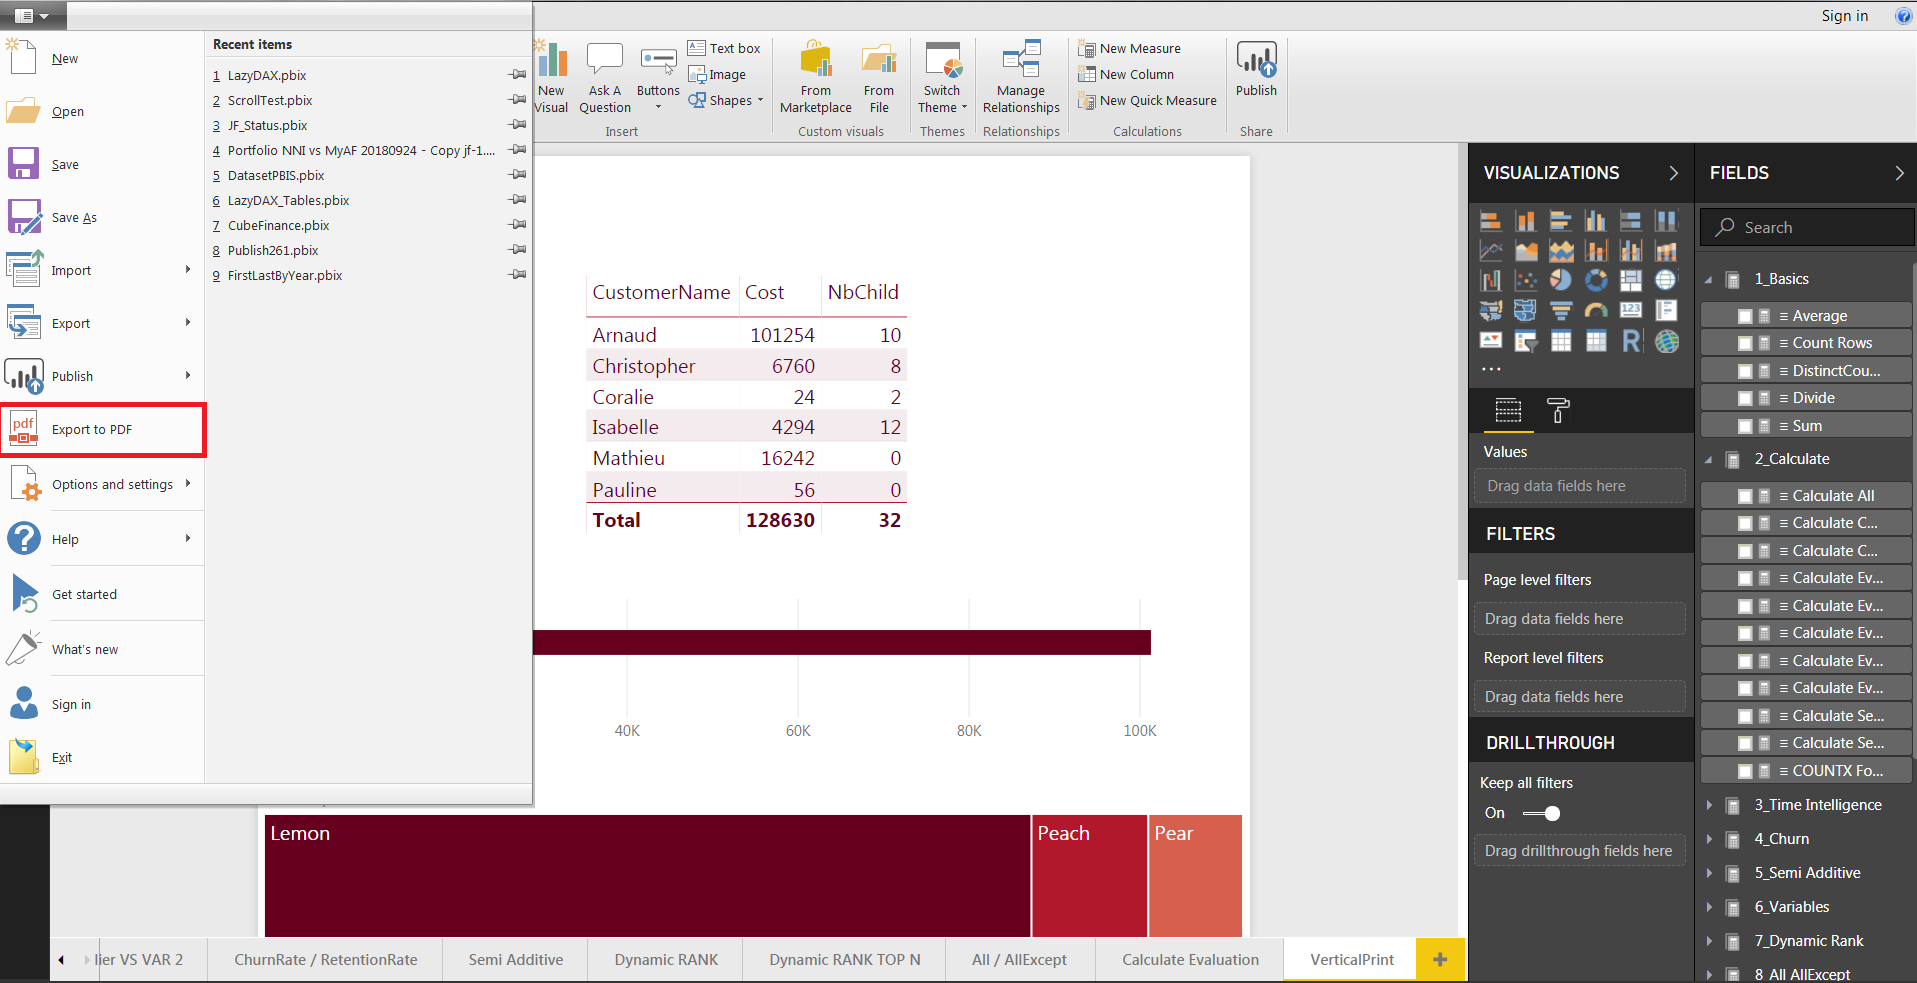 Sign in
New
Open
Save
Save As
Import
Export
Publish
pdf
Export to PDF
Options and settings
Help
Get started
What's new
Sign in
Exit
Recent items
1 LazyDAX.pbix
2 ScrollTest.pbix
3 JF_Status.pbix
4 Portfolio NNI vs MyAF 20180924 - Copy jf-1....
5 DatasetPBIS.pbix
6 LazyDAX_Tables.pbix
7 CubeFinance.pbix
8 Publish261.pbix
9 FirstLastByYear.pbix
New Visual
Ask A Question
Buttons
Text box
Image
Shapes
Insert
From Marketplace
From File
Custom visuals
Switch Theme
Themes
Manage Relationships
Relationships
New Measure
New Column
New Quick Measure
Calculations
Publish
Share
CustomerName Cost NbChild
Arnaud 101254 10
Christopher 6760 8
Coralie 24 2
Isabelle 4294 12
Mathieu 16242 0
Pauline 56 0
Total 128630 32
40K 60K 80K 100K
Lemon Peach Pear
lier VS VAR 2
ChurnRate / RetentionRate
Semi Additive
Dynamic RANK
Dynamic RANK TOP N
All / AllExcept
Calculate Evaluation
VerticalPrint
+
VISUALIZATIONS
123
R
...
Values
Drag data fields here
FILTERS
Page level filters
Drag data fields here
Report level filters
Drag data fields here
DRILLTHROUGH
Keep all filters
On
Drag drillthrough fields here
FIELDS
Search
1_Basics
Average
Count Rows
DistinctCou...
Divide
Sum
2_Calculate
Calculate All
Calculate C...
Calculate C...
Calculate Ev...
Calculate Ev...
Calculate Ev...
Calculate Ev...
Calculate Ev...
Calculate Se...
Calculate Se...
COUNTX Fo...
3_Time Intelligence
4_Churn
5_Semi Additive
6_Variables
7_Dynamic Rank
8_All AllExcept